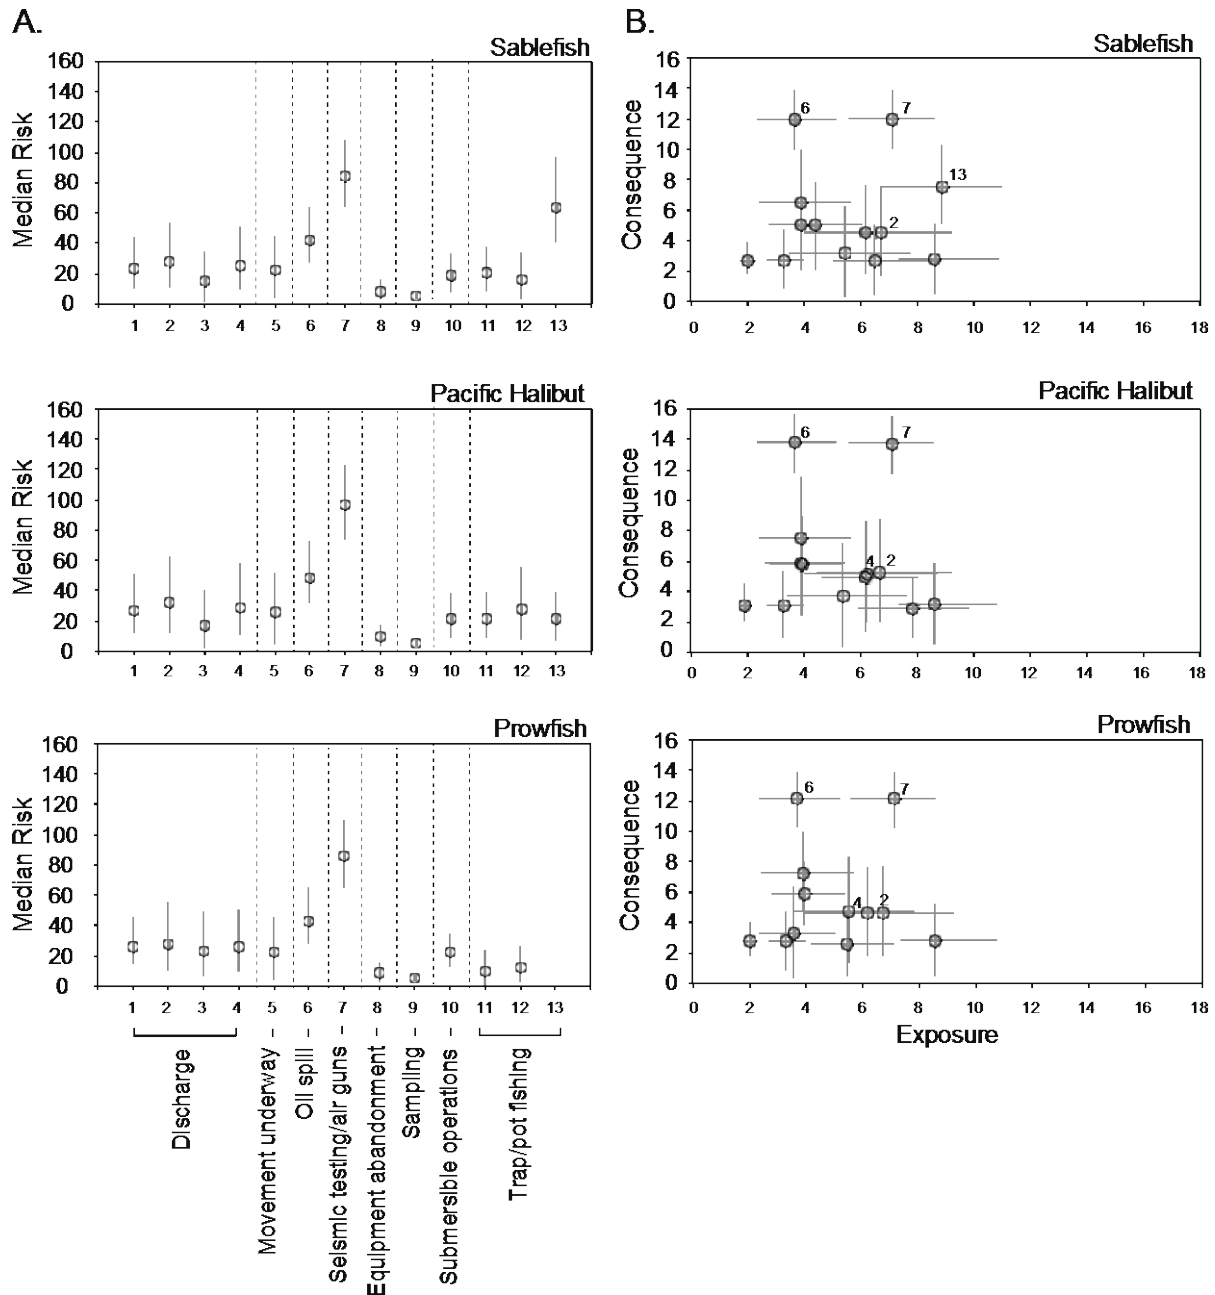 A.
Sablefish
Median Risk
160
140
120
100
80
60
40
20
0
1 2 3 4 5 6 7 8 9 10 11 12 13
Pacific Halibut
Median Risk
160
140
120
100
80
60
40
20
0
1 2 3 4 5 6 7 8 9 10 11 12 13
Prowfish
Median Risk
160
140
120
100
80
60
40
20
0
1 2 3 4 5 6 7 8 9 10 11 12 13
Discharge
Movement underway
Oil spill
Seismic testing/air guns
Equipment abandonment
Sampling
Submersible operations
Trap/pot fishing
B.
Sablefish
Consequence
16
14
12
10
8
6
4
2
0
6
7
13
2
0 2 4 6 8 10 12 14 16 18
Pacific Halibut
Consequence
16
14
12
10
8
6
4
2
0
6
7
4
2
0 2 4 6 8 10 12 14 16 18
Prowfish
Consequence
16
14
12
10
8
6
4
2
0
6
7
4
2
0 2 4 6 8 10 12 14 16 18
Exposure